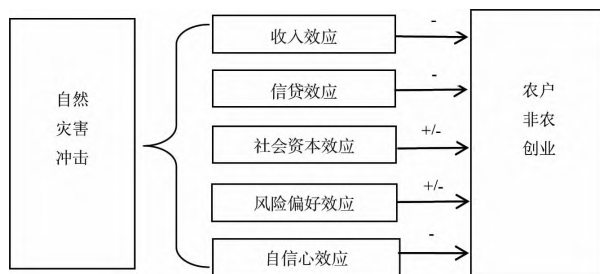 自然
灾害
冲击
收入效应
-
信贷效应
-
社会资本效应
+/-
风险偏好效应
+/-
自信心效应
-
农户
非农
创业